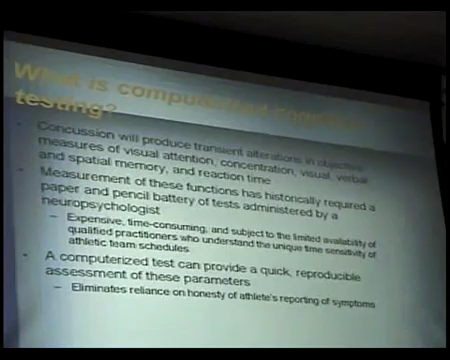 What is computerized cognitive
testing?
Concussion will produce transient alterations in objective
measures of visual attention, concentration, visual, verbal
and spatial memory, and reaction time
Measurement of these functions has historically required a
paper and pencil battery of tests administered by a
neuropsychologist
– Expensive, time-consuming, and subject to the limited availability of
qualified practitioners who understand the unique time sensitivity of
athletic team schedules
A computerized test can provide a quick, reproducible
assessment of these parameters
– Eliminates reliance on honesty of athlete's reporting of symptoms